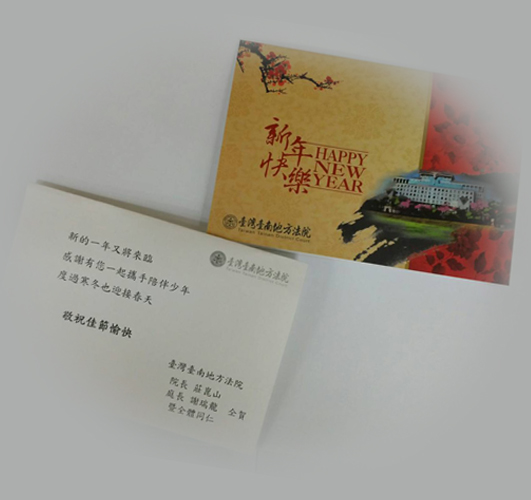 新年
快樂
HAPPY
NEW
YEAR
臺灣臺南地方法院
臺灣臺南地方法院
新的一年又將來臨
感謝有您一起攜手陪伴少年
度過寒冬也迎接春天
敬祝佳節愉快
臺灣臺南地方法院
院長 莊崑山
庭長 謝瑞龍 仝賀
暨全體同仁